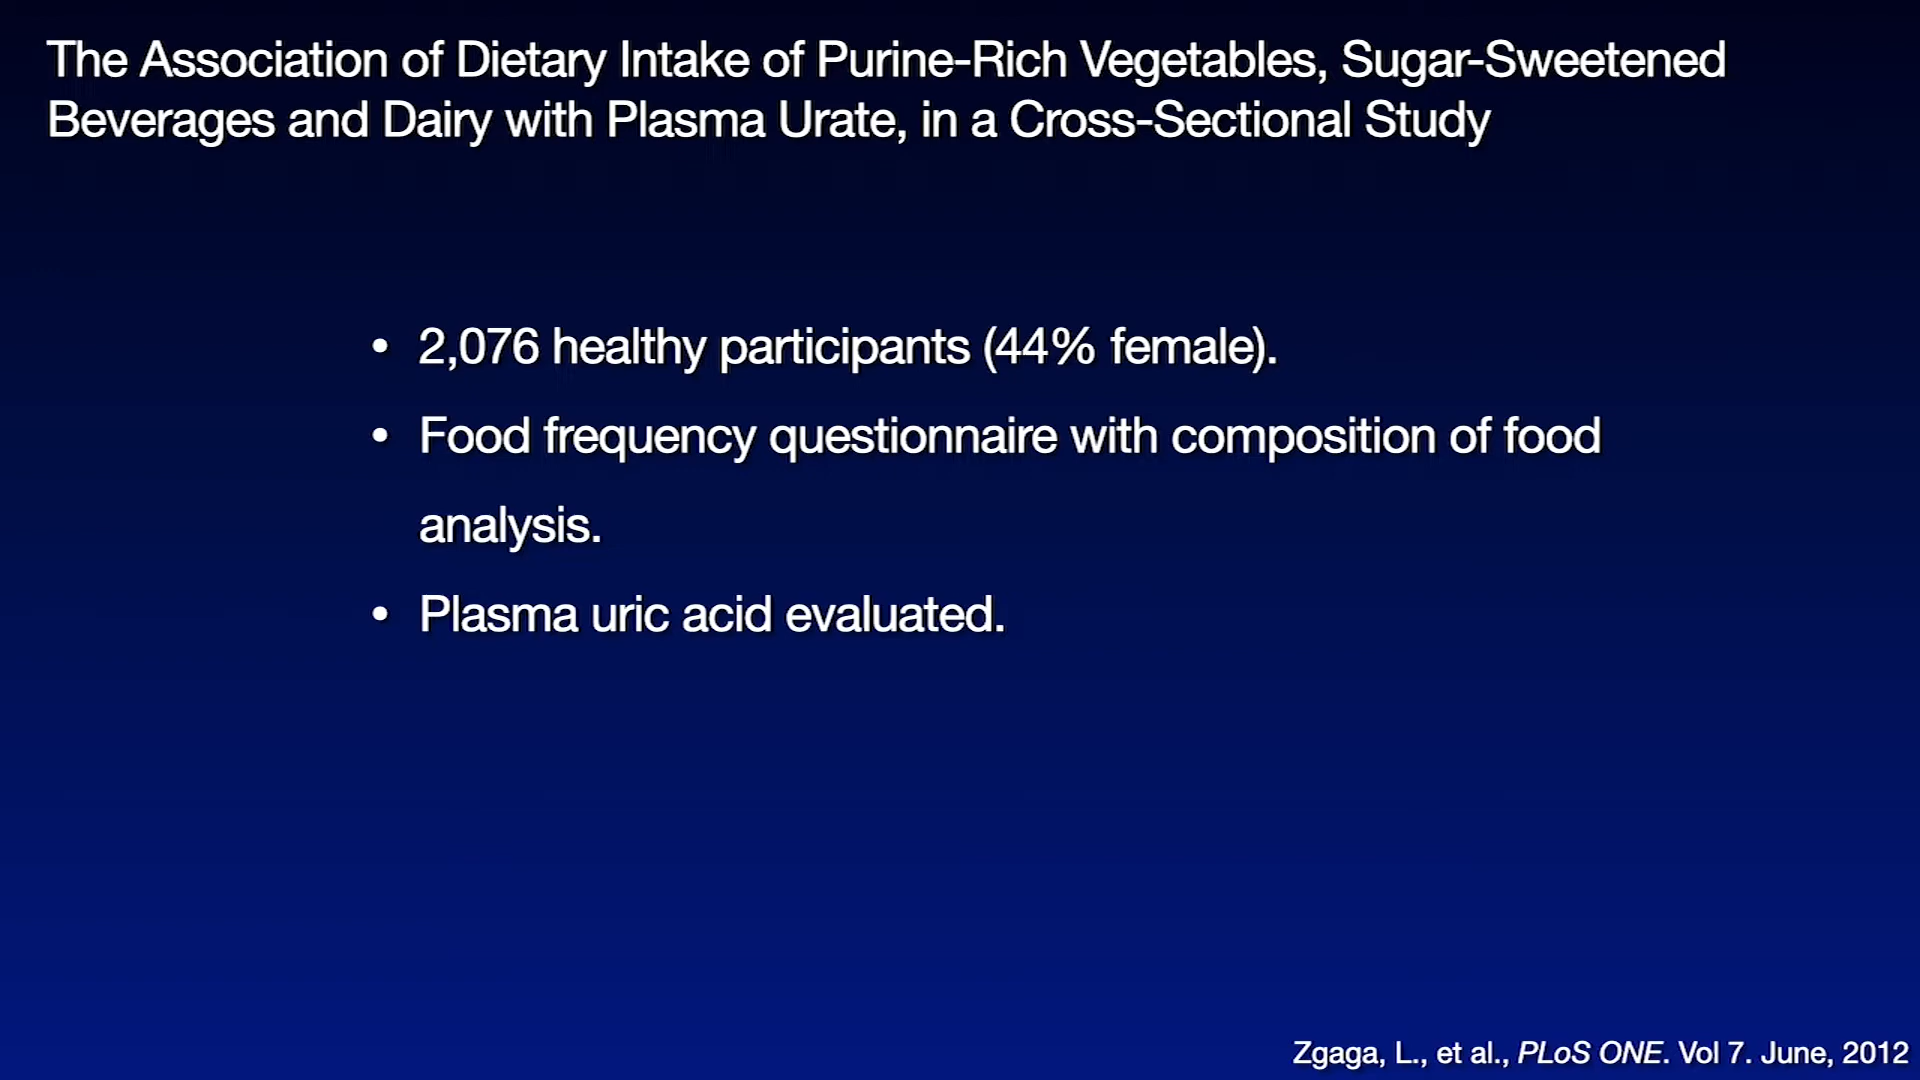 The Association of Dietary Intake of Purine-Rich Vegetables, Sugar-Sweetened
Beverages and Dairy with Plasma Urate, in a Cross-Sectional Study
• 2,076 healthy participants (44% female).
• Food frequency questionnaire with composition of food
analysis.
• Plasma uric acid evaluated.
Zgaga, L., et al., PLoS ONE. Vol 7. June, 2012